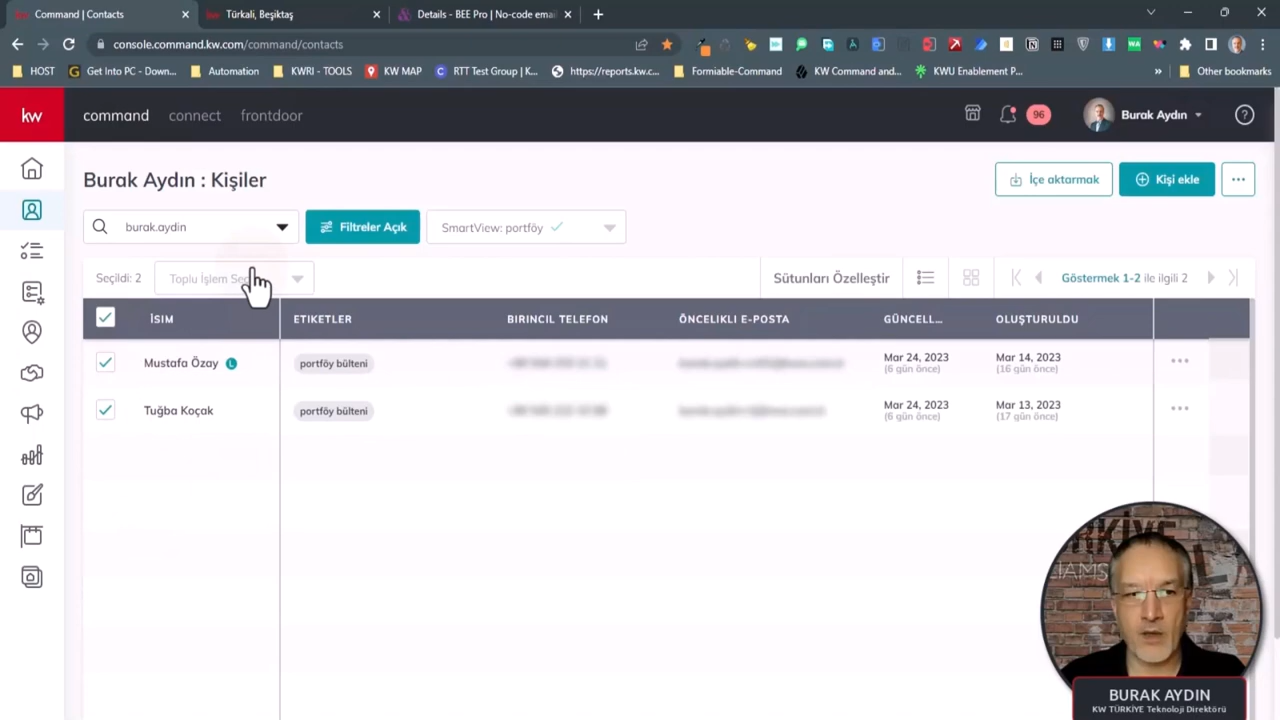 Command | Contacts
Türkali, Beşiktaş
Details - BEE Pro | No-code emai
console.command.kw.com/command/contacts
HOST
Get Into PC - Down...
Automation
KWRI - TOOLS
KW MAP
RTT Test Group | K...
https://reports.kw.c...
Formiable-Command
KW Command and...
KWU Enablement P...
Other bookmarks
kw
command
connect
frontdoor
96
Burak Aydın
Burak Aydın : Kişiler
İçe aktarmak
Kişi ekle
burak.aydin
Filtreler Açık
SmartView: portföy
Seçildi: 2
Toplu İşlem Seç
Sütunları Özelleştir
Göstermek 1-2 ile ilgili 2
İSIM
ETIKETLER
BIRINCIL TELEFON
ÖNCELIKLI E-POSTA
GÜNCELL...
OLUŞTURULDU
Mustafa Özay L
portföy bülteni
Mar 24, 2023
(6 gün önce)
Mar 14, 2023
(16 gün önce)
Tuğba Koçak
portföy bülteni
Mar 24, 2023
(6 gün önce)
Mar 13, 2023
(17 gün önce)
BURAK AYDIN
KW TÜRKİYE Teknoloji Direktörü